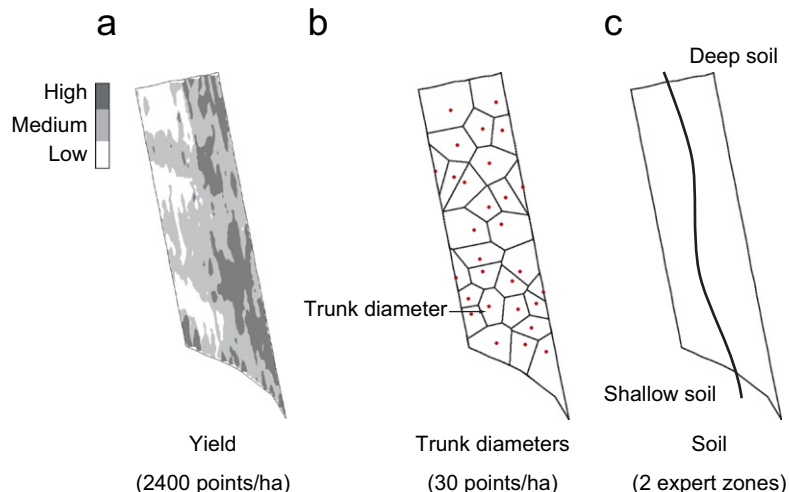 a
b
c
Deep soil
High
Medium
Low
Trunk diameter
Shallow soil
Yield
Trunk diameters
Soil
(2400 points/ha)
(30 points/ha)
(2 expert zones)